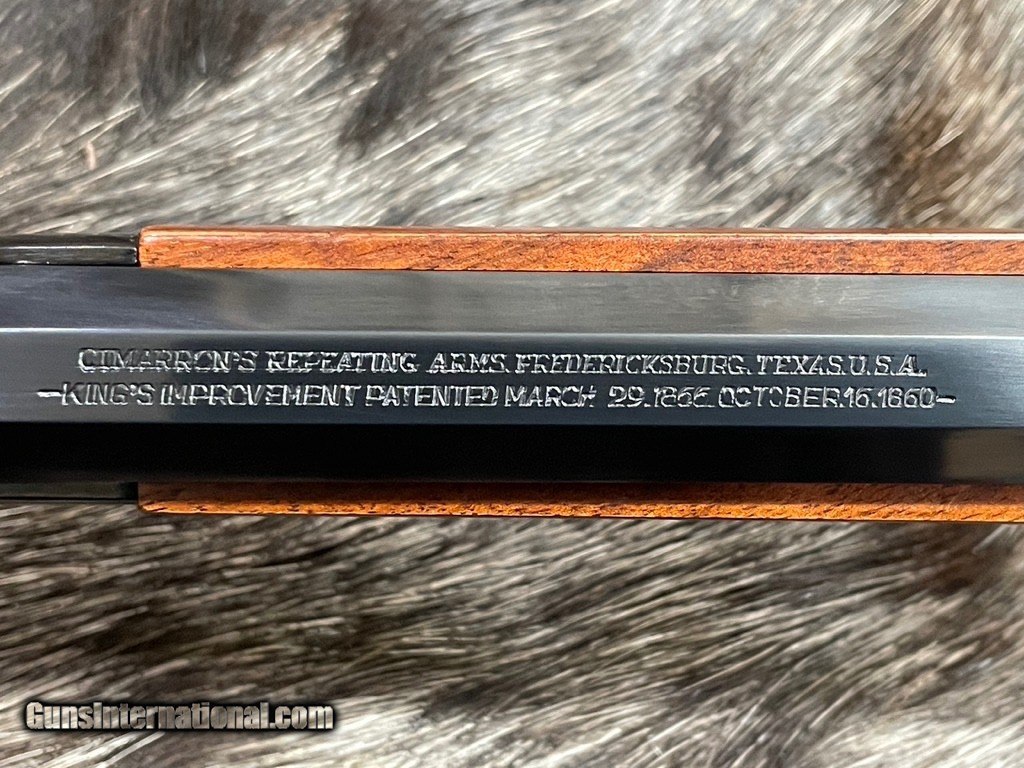 CIMARRON'S REPEATING ARMS. FREDERICKSBURG. TEXAS. U.S.A.
-KING'S IMPROVEMENT PATENTED MARCH 29.1866. OCTOBER.16.1860-
GunsInternational.com